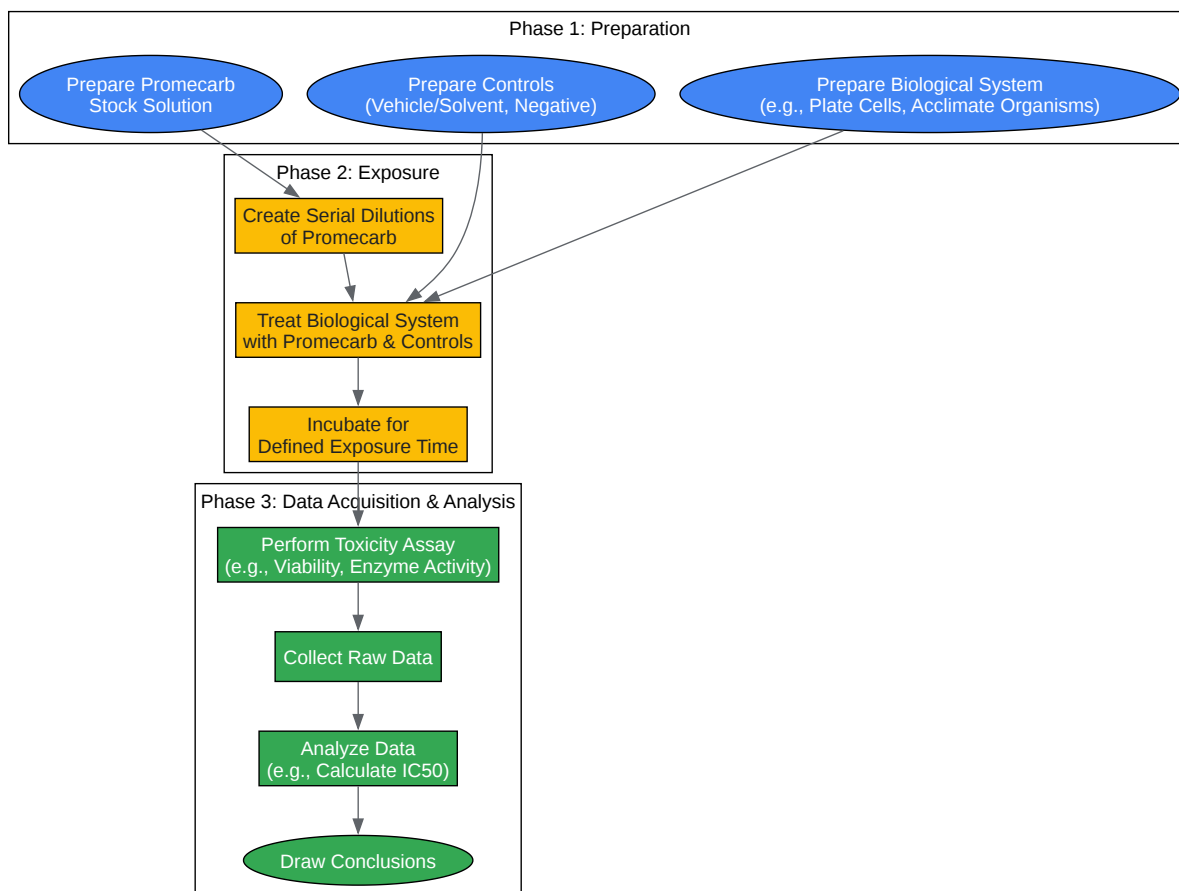 Phase 1: Preparation
Prepare Promecarb
Stock Solution
Prepare Controls
(Vehicle/Solvent, Negative)
Prepare Biological System
(e.g., Plate Cells, Acclimate Organisms)
Phase 2: Exposure
Create Serial Dilutions
of Promecarb
Treat Biological System
with Promecarb & Controls
Incubate for
Defined Exposure Time
Phase 3: Data Acquisition & Analysis
Perform Toxicity Assay
(e.g., Viability, Enzyme Activity)
Collect Raw Data
Analyze Data
(e.g., Calculate IC50)
Draw Conclusions